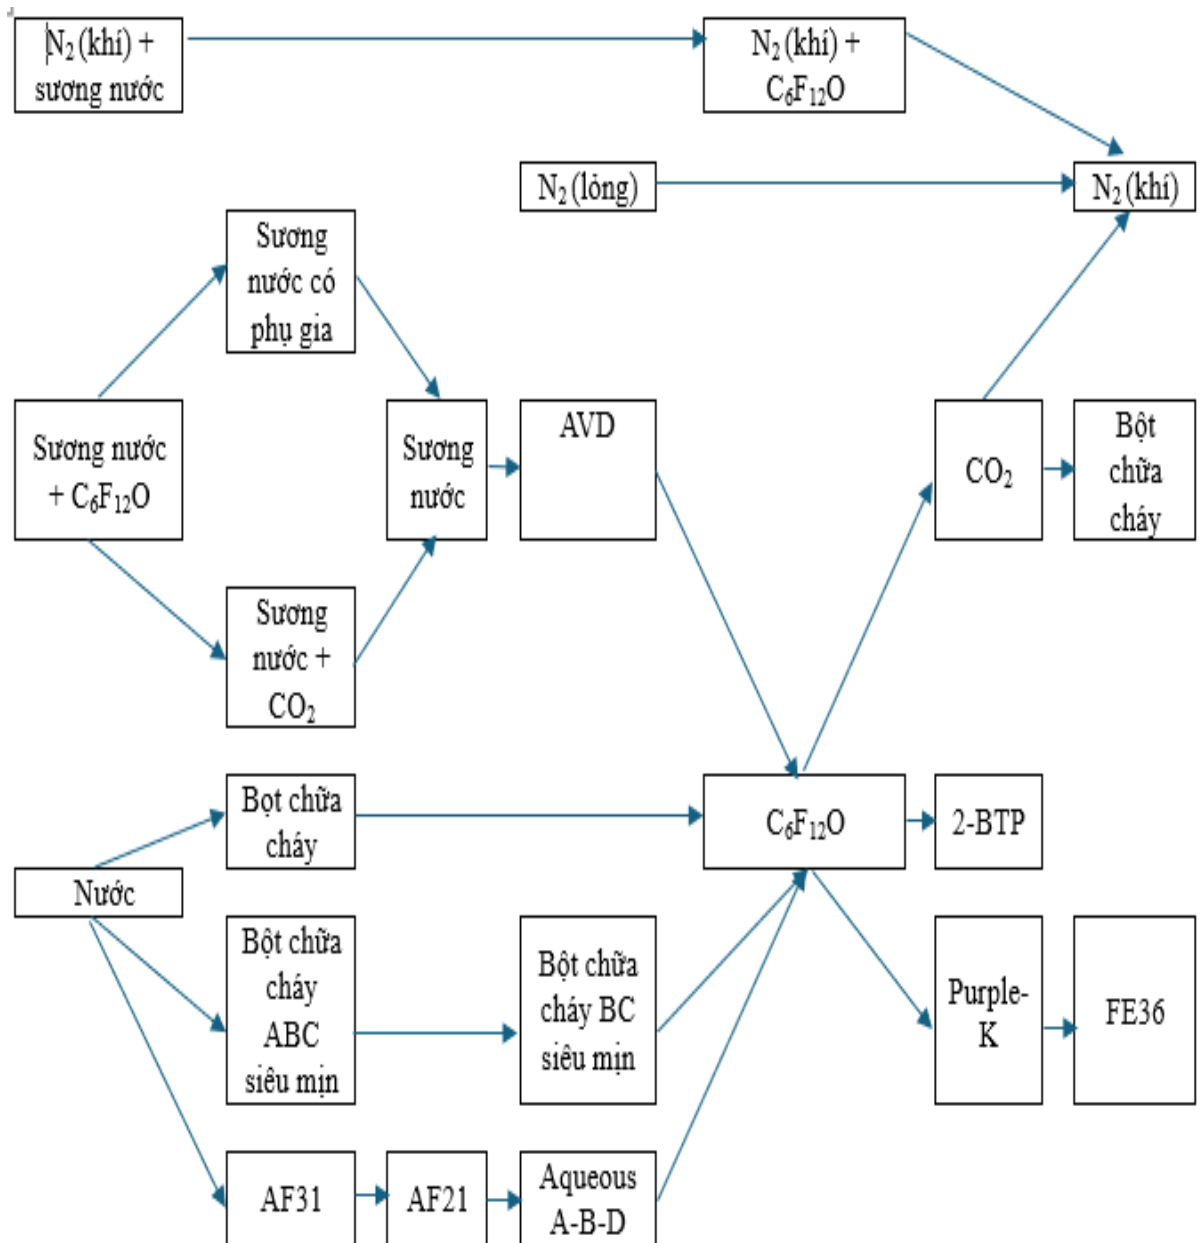 N₂ (khí) +
sương nước
N₂ (khí) +
C₆F₁₂O
N₂ (lỏng)
N₂ (khí)
Sương
nước có
phụ gia
Sương nước
+ C₆F₁₂O
Sương
nước
AVD
CO₂
Bột
chữa
cháy
Sương
nước +
CO₂
Bọt chữa
cháy
C₆F₁₂O
2-BTP
Nước
Bột chữa
cháy
ABC
siêu mịn
Bột chữa
cháy BC
siêu mịn
Purple-
K
FE36
AF31
AF21
Aqueous
A-B-D